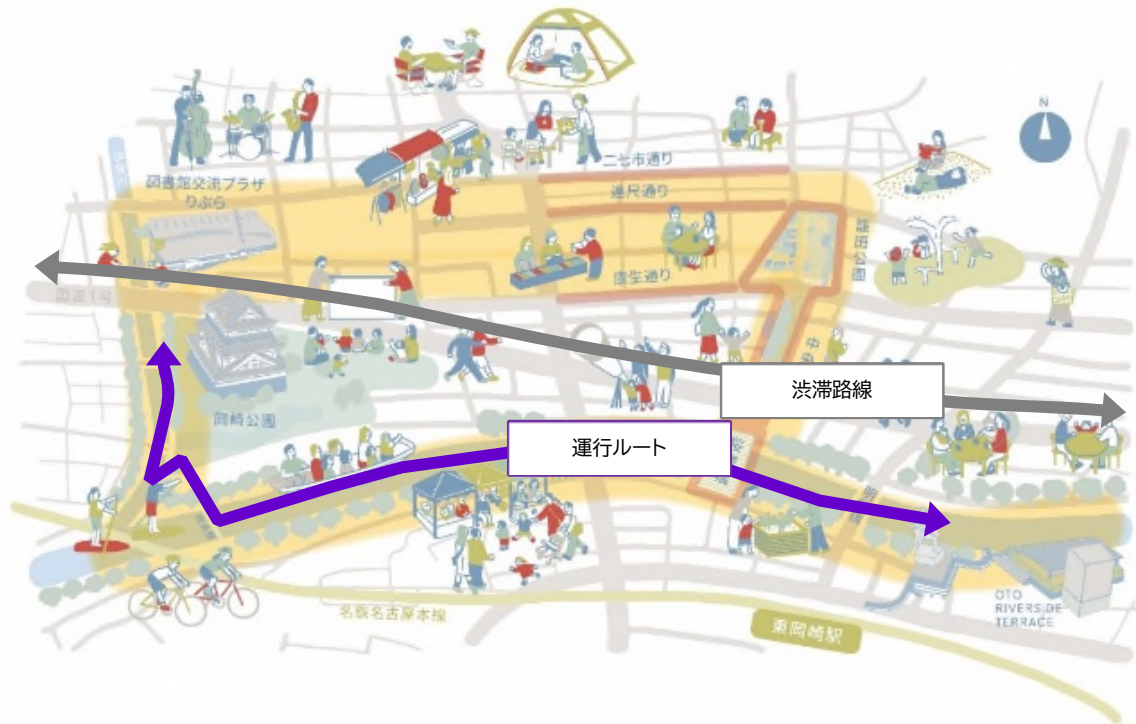 N
二七市通り
図書館交流プラザ
りぶら
連尺通り
籠田公園
康生通り
国道1号
中央
渋滞路線
岡崎公園
運行ルート
OTO
RIVERSIDE
TERRACE
名鉄名古屋本線
東岡崎駅